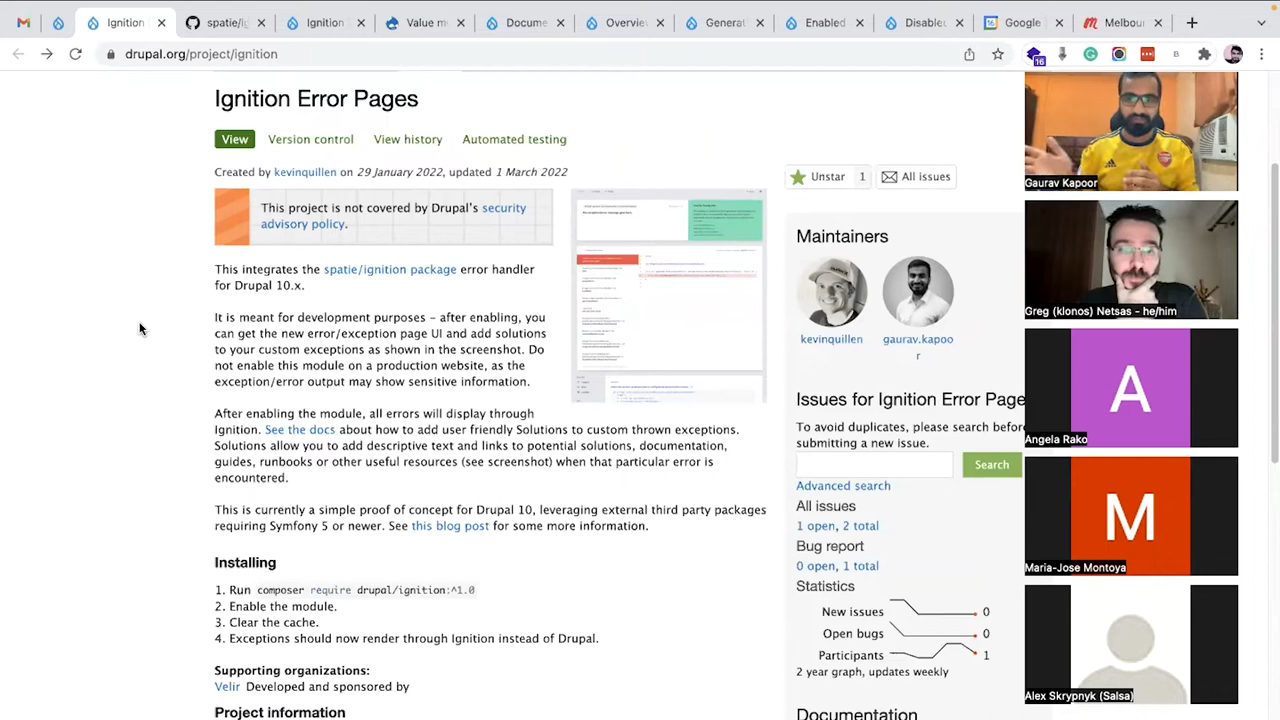 Ignition
spatie/ig
Ignition
Value m
Docume
Overviev
Generat
Enabled
Disabled
Google
Melbour
drupal.org/project/ignition
16
Ignition Error Pages
View
Version control
View history
Automated testing
Created by kevinquillen on 29 January 2022, updated 1 March 2022
Unstar
1
All issues
This project is not covered by Drupal's security
advisory policy.
This integrates the spatie/ignition package error handler
for Drupal 10.x.
It is meant for development purposes – after enabling, you
can get the new error/exception page UI and add solutions
to your custom exceptions as shown in the screenshot. Do
not enable this module on a production website, as the
exception/error output may show sensitive information.
After enabling the module, all errors will display through
Ignition. See the docs about how to add user friendly Solutions to custom thrown exceptions.
Solutions allow you to add descriptive text and links to potential solutions, documentation,
guides, runbooks or other useful resources (see screenshot) when that particular error is
encountered.
This is currently a simple proof of concept for Drupal 10, leveraging external third party packages
requiring Symfony 5 or newer. See this blog post for some more information.
Installing
1. Run composer require drupal/ignition:^1.0
2. Enable the module.
3. Clear the cache.
4. Exceptions should now render through Ignition instead of Drupal.
Supporting organizations:
Velir Developed and sponsored by
Project information
Maintainers
kevinquillen
gaurav.kapoo
r
Issues for Ignition Error Page
To avoid duplicates, please search before
submitting a new issue.
Search
Advanced search
All issues
1 open, 2 total
Bug report
0 open, 1 total
Statistics
New issues 0
Open bugs 0
Participants 1
2 year graph, updates weekly
Documentation
Gaurav Kapoor
Greg (klonos) Netsas - he/him
A
Angela Rako
M
Maria-Jose Montoya
Alex Skrypnyk (Salsa)